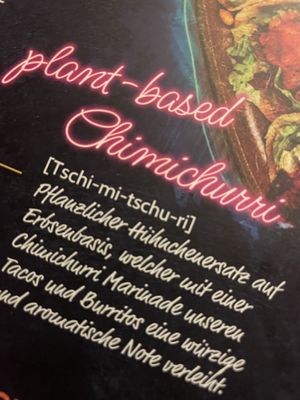 plant-based
Chimichurri
[Tschi-mi-tschu-ri]
Pflanzlicher Hühnchenersatz auf
Erbsenbasis, welcher mit einer
Chimichurri Marinade unseren
Tacos und Burritos eine würzige
und aromatische Note verleiht.